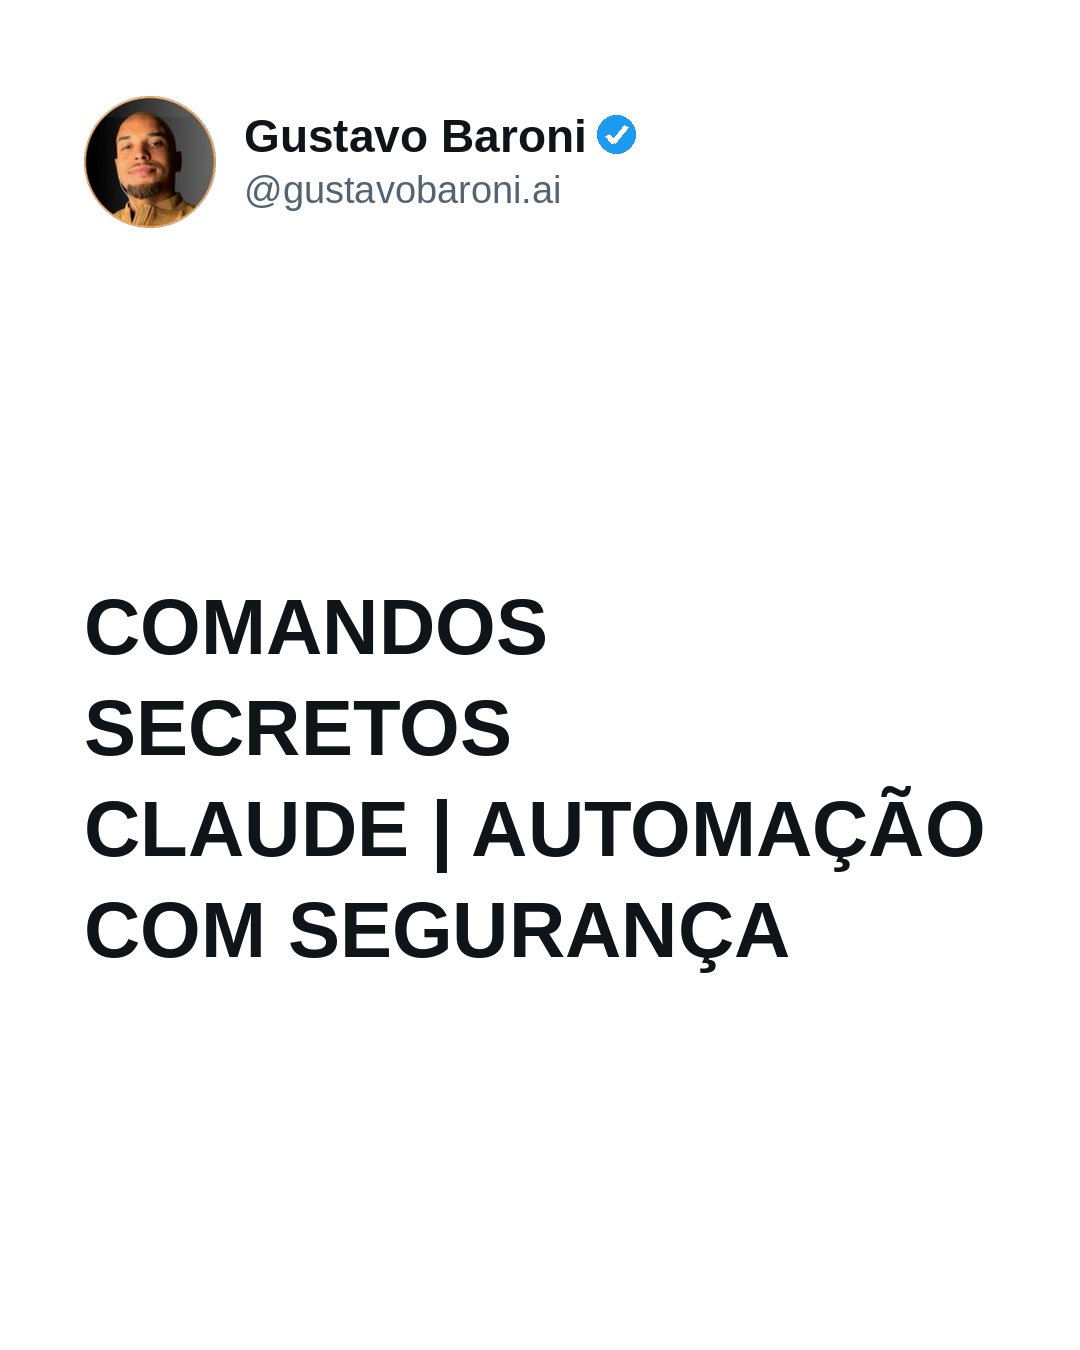 Gustavo Baroni
@gustavobaroni.ai
COMANDOS
SECRETOS
CLAUDE | AUTOMAÇÃO
COM SEGURANÇA